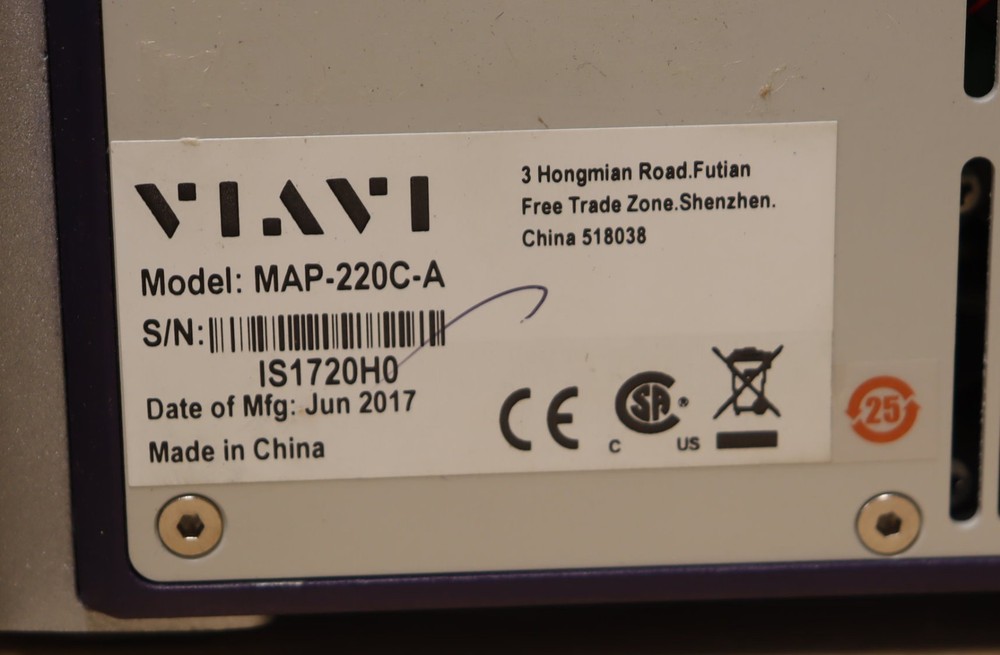 VIAVI
Model: MAP-220C-A
S/N:
IS1720H0
Date of Mfg: Jun 2017
Made in China
3 Hongmian Road.Futian
Free Trade Zone.Shenzhen.
China 518038
CE
C SA ® US
25